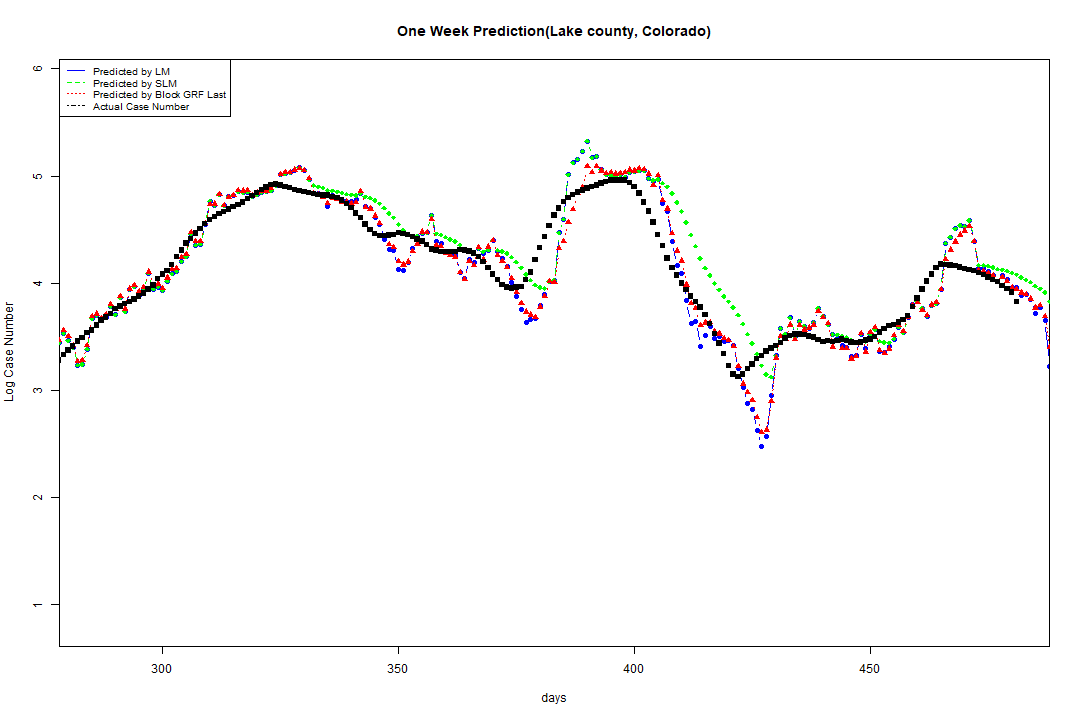 One Week Prediction(Lake county, Colorado)
Predicted by LM
Predicted by SLM
Predicted by Block GRF Last
Actual Case Number
Log Case Number
6
5
4
3
2
1
300 350 400 450
days